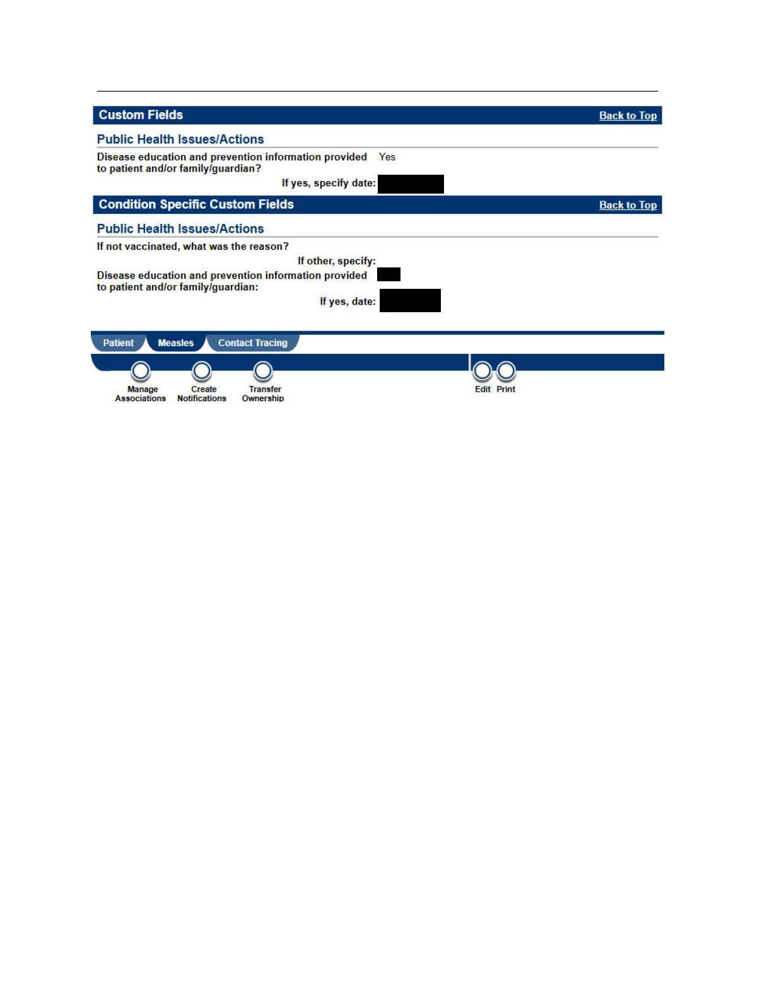 Custom Fields Back to Top
Public Health Issues/Actions
Disease education and prevention information provided Yes
to patient and/or family/guardian?
If yes, specify date:
Condition Specific Custom Fields Back to Top
Public Health Issues/Actions
If not vaccinated, what was the reason?
If other, specify:
Disease education and prevention information provided
to patient and/or family/guardian:
If yes, date:
Patient Measles Contact Tracing
Manage Create Transfer Edit Print
Associations Notifications Ownership